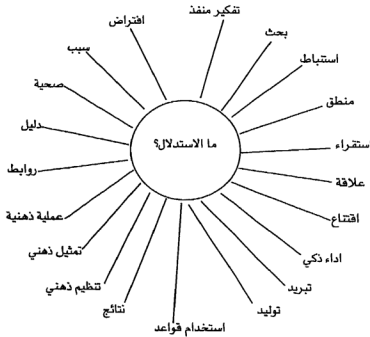 ما الاستدلال؟
تفكير منفذ
بحث
استنباط
منطق
استقراء
علاقة
اقتناع
اداء ذكي
تبريد
توليد
استخدام قواعد
نتائج
تنظيم ذهني
تمثيل ذهني
عملية ذهنية
روابط
دليل
صحية
سبب
افتراض